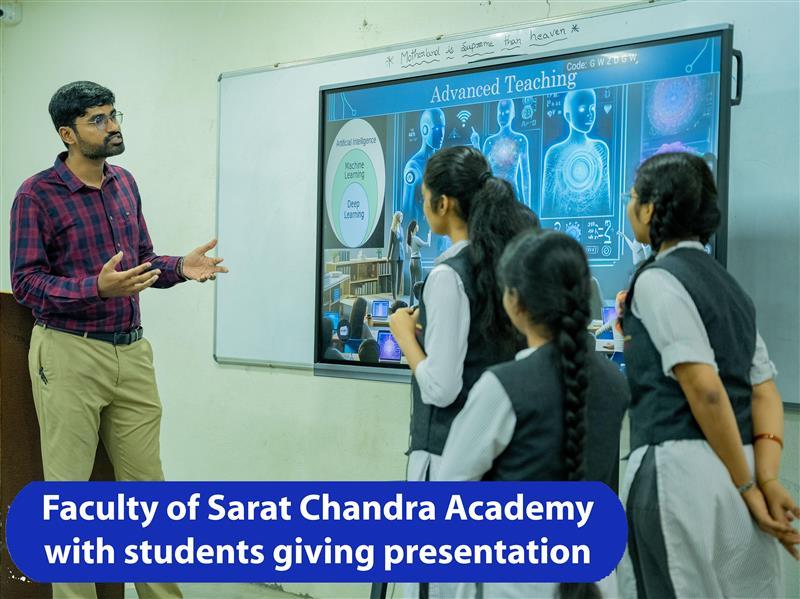 * Motherland is Supreme than heaven *
Code: GWZDGW
Advanced Teaching
Artificial Intelligence
Machine
Learning
Deep
Learning
Faculty of Sarat Chandra Academy
with students giving presentation